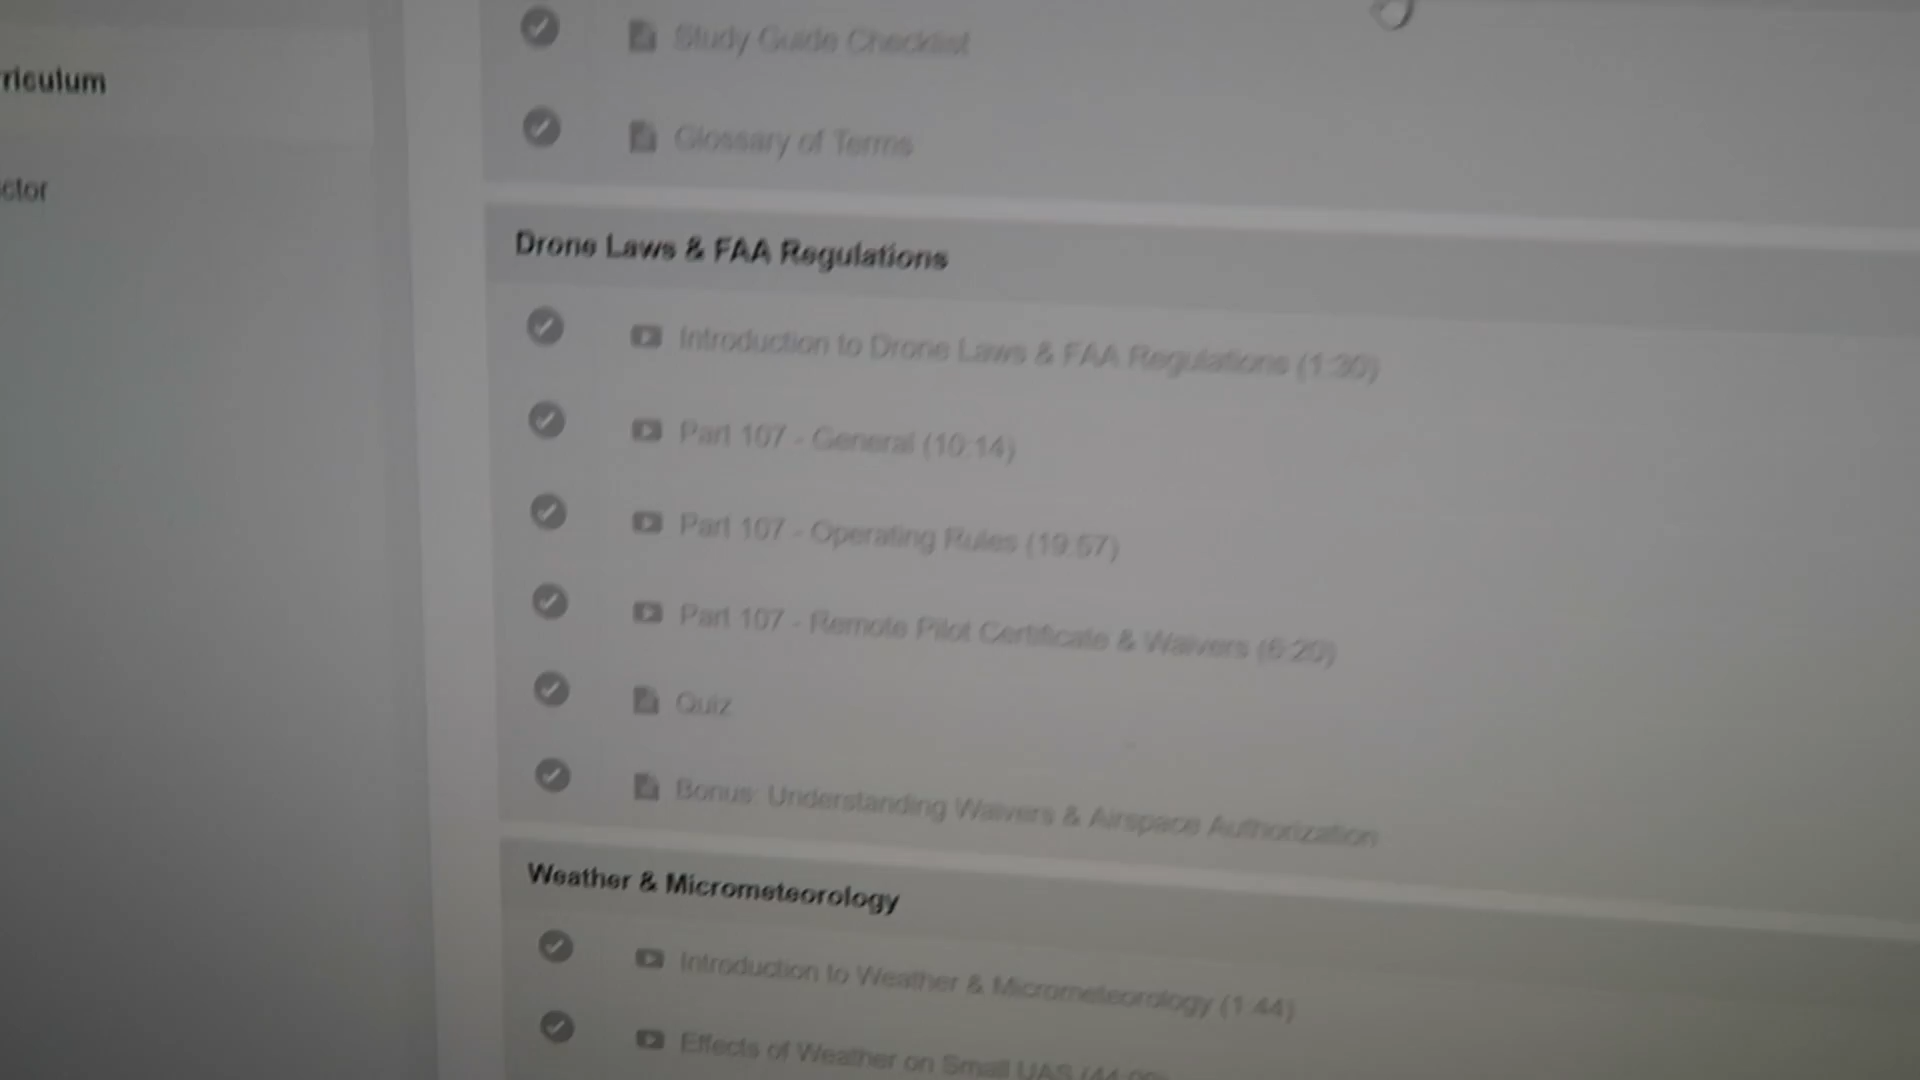 riculum
ctor
Study Guide Checklist
Glossary of Terms
Drone Laws & FAA Regulations
Introduction to Drone Laws & FAA Regulations (1:30)
Part 107 - General (10:14)
Part 107 - Operating Rules (19:57)
Part 107 - Remote Pilot Certificate & Waivers (6:20)
Quiz
Bonus: Understanding Waivers & Airspace Authorization
Weather & Micrometeorology
Introduction to Weather & Micrometeorology (1:44)
Effects of Weather on Small UAS